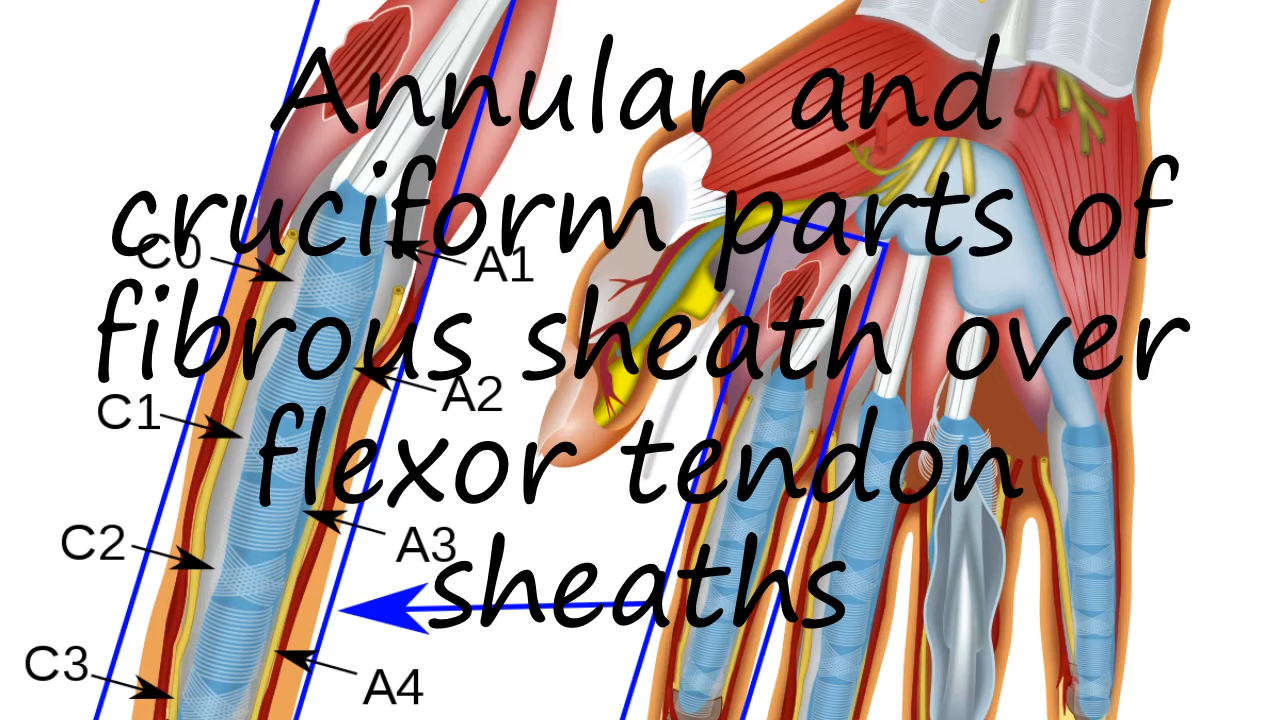 Annular and
cruciform parts of
C0
A1
fibrous sheath over
A2
C1
flexor tendon
C2
A3
sheaths
C3
A4